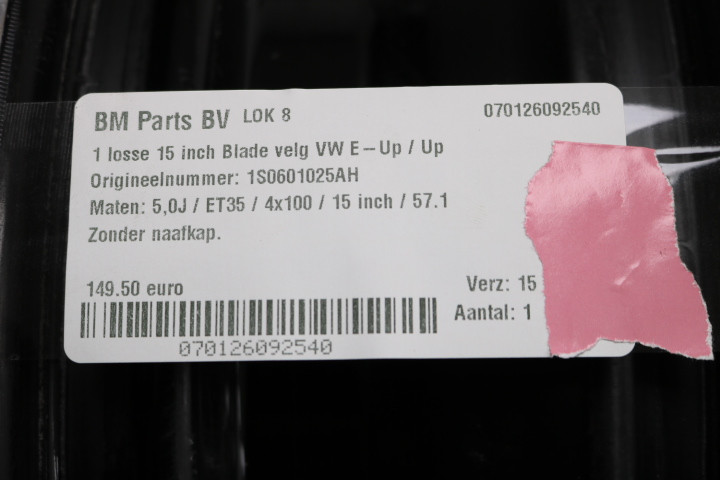 BM Parts BV LOK 8 070126092540
1 losse 15 inch Blade velg VW E-Up / Up
Origineelnummer: 1S0601025AH
Maten: 5,0J / ET35 / 4x100 / 15 inch / 57.1
Zonder naafkap.
149.50 euro Verz: 15
Aantal: 1
070126092540